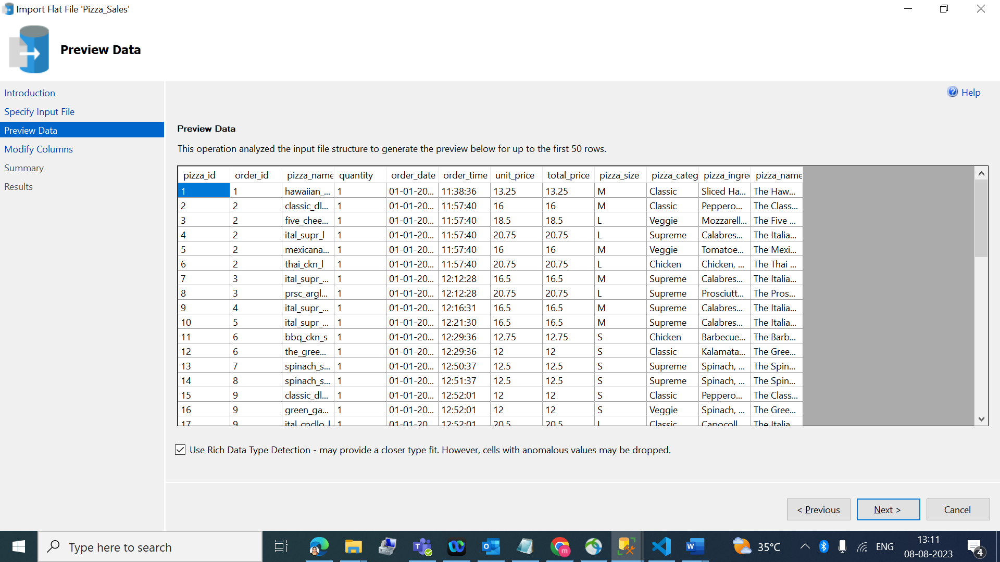 Import Flat File 'Pizza_Sales'
Preview Data
Introduction
Specify Input File
Preview Data
Modify Columns
Summary
Results
Help
Preview Data
This operation analyzed the input file structure to generate the preview below for up to the first 50 rows.
pizza_id order_id pizza_name quantity order_date order_time unit_price total_price pizza_size pizza_categ pizza_ingre pizza_name
1 1 hawaiian_... 1 01-01-20... 11:38:36 13.25 13.25 M Classic Sliced Ha... The Haw...
2 2 classic_dl... 1 01-01-20... 11:57:40 16 16 M Classic Peppero... The Class...
3 2 five_chee... 1 01-01-20... 11:57:40 18.5 18.5 L Veggie Mozzarell... The Five ...
4 2 ital_supr_l 1 01-01-20... 11:57:40 20.75 20.75 L Supreme Calabres... The Italia...
5 2 mexicana... 1 01-01-20... 11:57:40 16 16 M Veggie Tomatoe... The Mexi...
6 2 thai_ckn_l 1 01-01-20... 11:57:40 20.75 20.75 L Chicken Chicken, ... The Thai ...
7 3 ital_supr_... 1 01-01-20... 12:12:28 16.5 16.5 M Supreme Calabres... The Italia...
8 3 prsc_argl... 1 01-01-20... 12:12:28 20.75 20.75 L Supreme Prosciutt... The Pros...
9 4 ital_supr_... 1 01-01-20... 12:16:31 16.5 16.5 M Supreme Calabres... The Italia...
10 5 ital_supr_... 1 01-01-20... 12:21:30 16.5 16.5 M Supreme Calabres... The Italia...
11 6 bbq_ckn_s 1 01-01-20... 12:29:36 12.75 12.75 S Chicken Barbecue... The Barb...
12 6 the_gree... 1 01-01-20... 12:29:36 12 12 S Classic Kalamata... The Gree...
13 7 spinach_s... 1 01-01-20... 12:50:37 12.5 12.5 S Supreme Spinach, ... The Spin...
14 8 spinach_s... 1 01-01-20... 12:51:37 12.5 12.5 S Supreme Spinach, ... The Spin...
15 9 classic_dl... 1 01-01-20... 12:52:01 12 12 S Classic Peppero... The Class...
16 9 green_ga... 1 01-01-20... 12:52:01 12 12 S Veggie Spinach, ... The Gree...
17 9 ital_cpcllo_l 1 01-01-20... 12:52:01 20.5 20.5 L Classic Capocoll... The Italia...
Use Rich Data Type Detection - may provide a closer type fit. However, cells with anomalous values may be dropped.
< Previous Next > Cancel
Type here to search
35°C ENG 13:11
08-08-2023
4